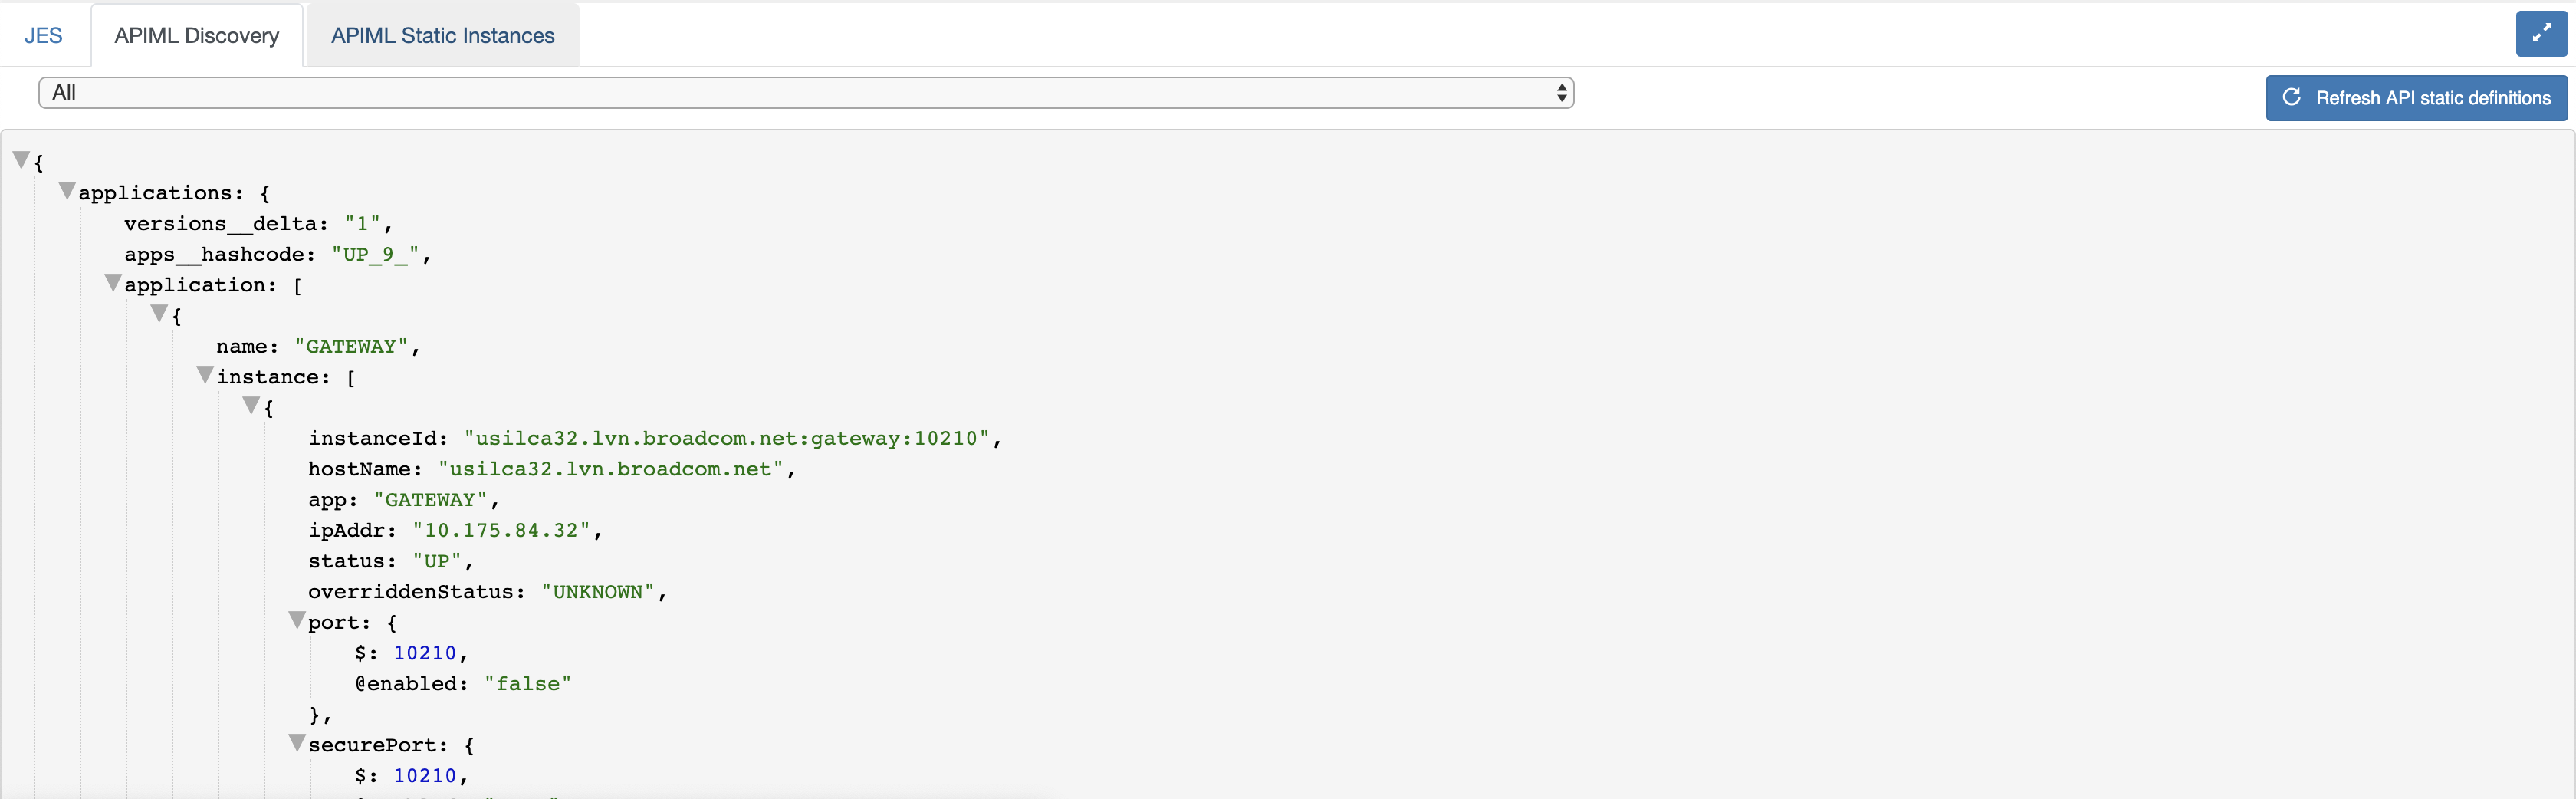 JES APIML Discovery APIML Static Instances
All Refresh API static definitions
{
applications: {
versions__delta: "1",
apps__hashcode: "UP_9_",
application: [
{
name: "GATEWAY",
instance: [
{
instanceId: "usilca32.lvn.broadcom.net:gateway:10210",
hostName: "usilca32.lvn.broadcom.net",
app: "GATEWAY",
ipAddr: "10.175.84.32",
status: "UP",
overriddenStatus: "UNKNOWN",
port: {
$: 10210,
@enabled: "false"
},
securePort: {
$: 10210,